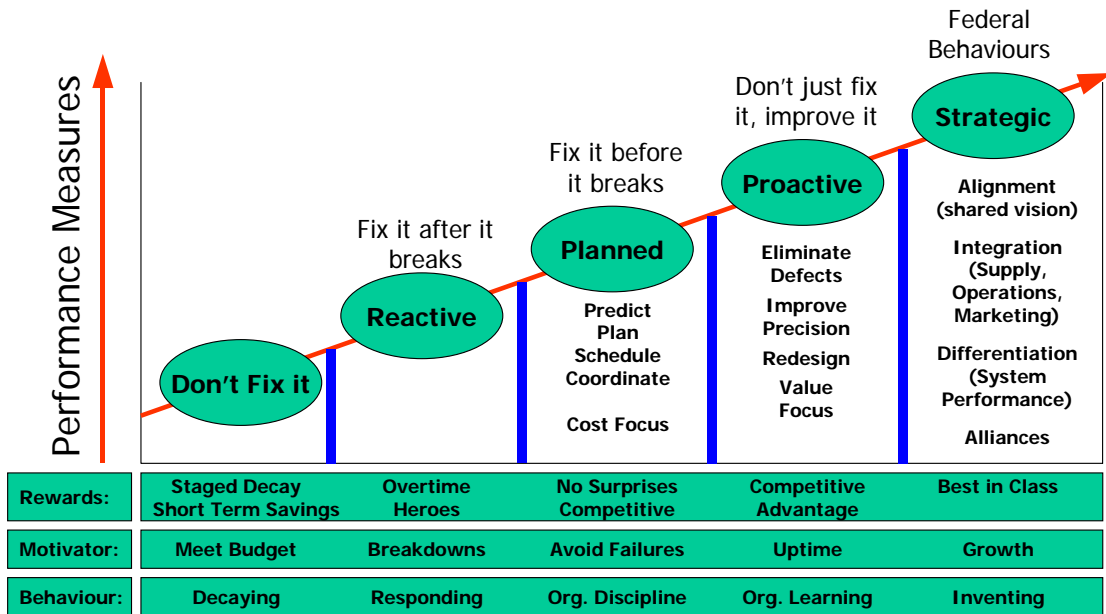 Performance Measures
Don't Fix it
Fix it after it
breaks
Reactive
Fix it before
it breaks
Planned
Predict
Plan
Schedule
Coordinate
Cost Focus
Don't just fix
it, improve it
Proactive
Eliminate
Defects
Improve
Precision
Redesign
Value
Focus
Federal
Behaviours
Strategic
Alignment
(shared vision)
Integration
(Supply,
Operations,
Marketing)
Differentiation
(System
Performance)
Alliances
Rewards:
Staged Decay
Short Term Savings
Overtime
Heroes
No Surprises
Competitive
Competitive
Advantage
Best in Class
Motivator:
Meet Budget
Breakdowns
Avoid Failures
Uptime
Growth
Behaviour:
Decaying
Responding
Org. Discipline
Org. Learning
Inventing